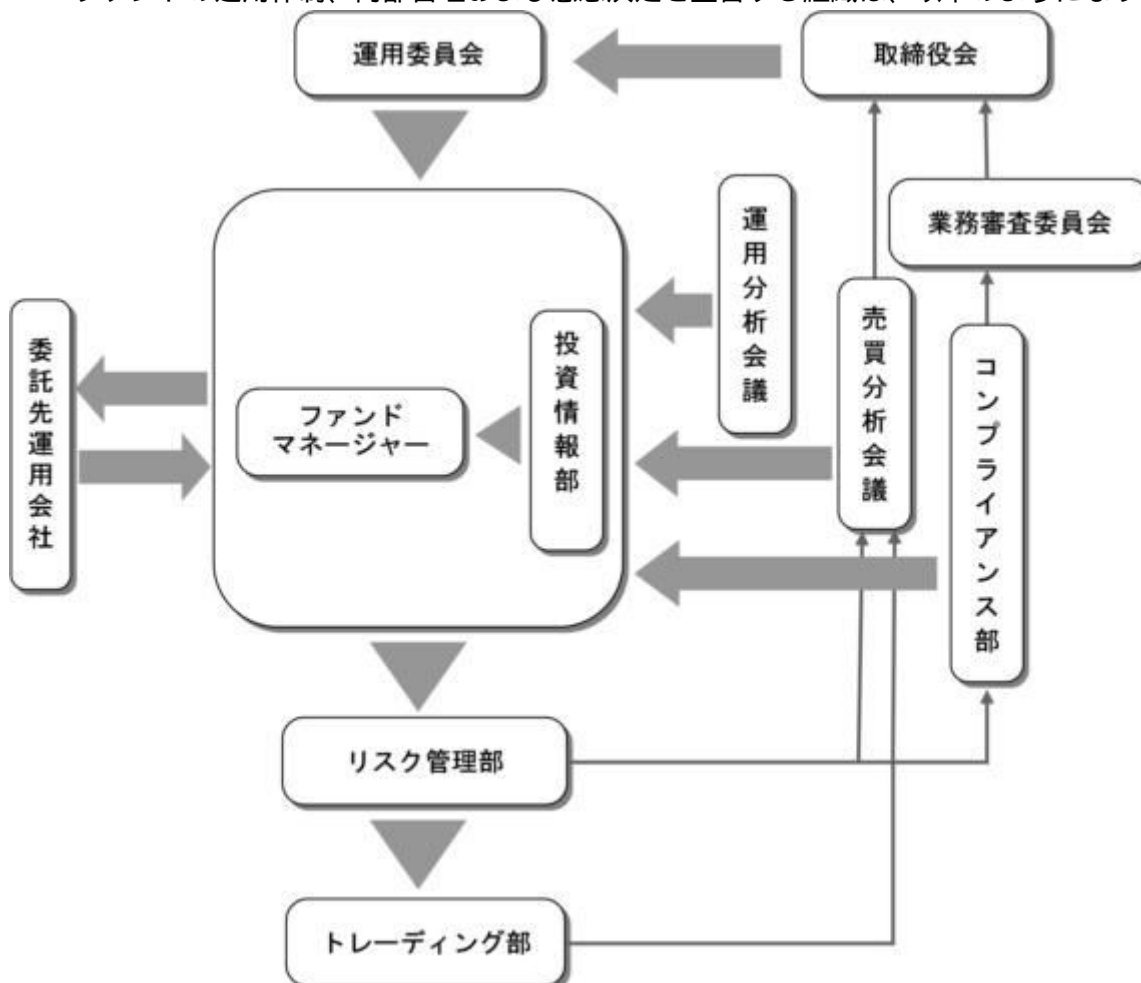 運用委員会
取締役会
業務審査委員会
運用分析会議
売買分析会議
コンプライアンス部
投資情報部
ファンド
マネージャー
委託先運用会社
リスク管理部
トレーディング部